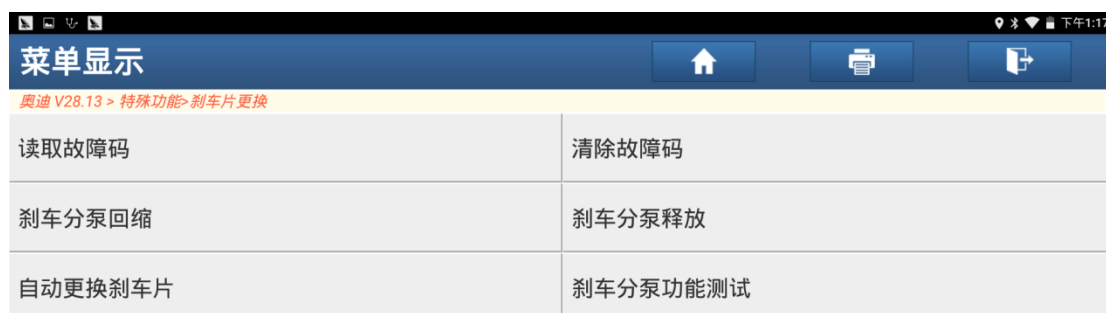 下午1:17
菜单显示
奥迪 V28.13 > 特殊功能>刹车片更换
读取故障码
清除故障码
刹车分泵回缩
刹车分泵释放
自动更换刹车片
刹车分泵功能测试